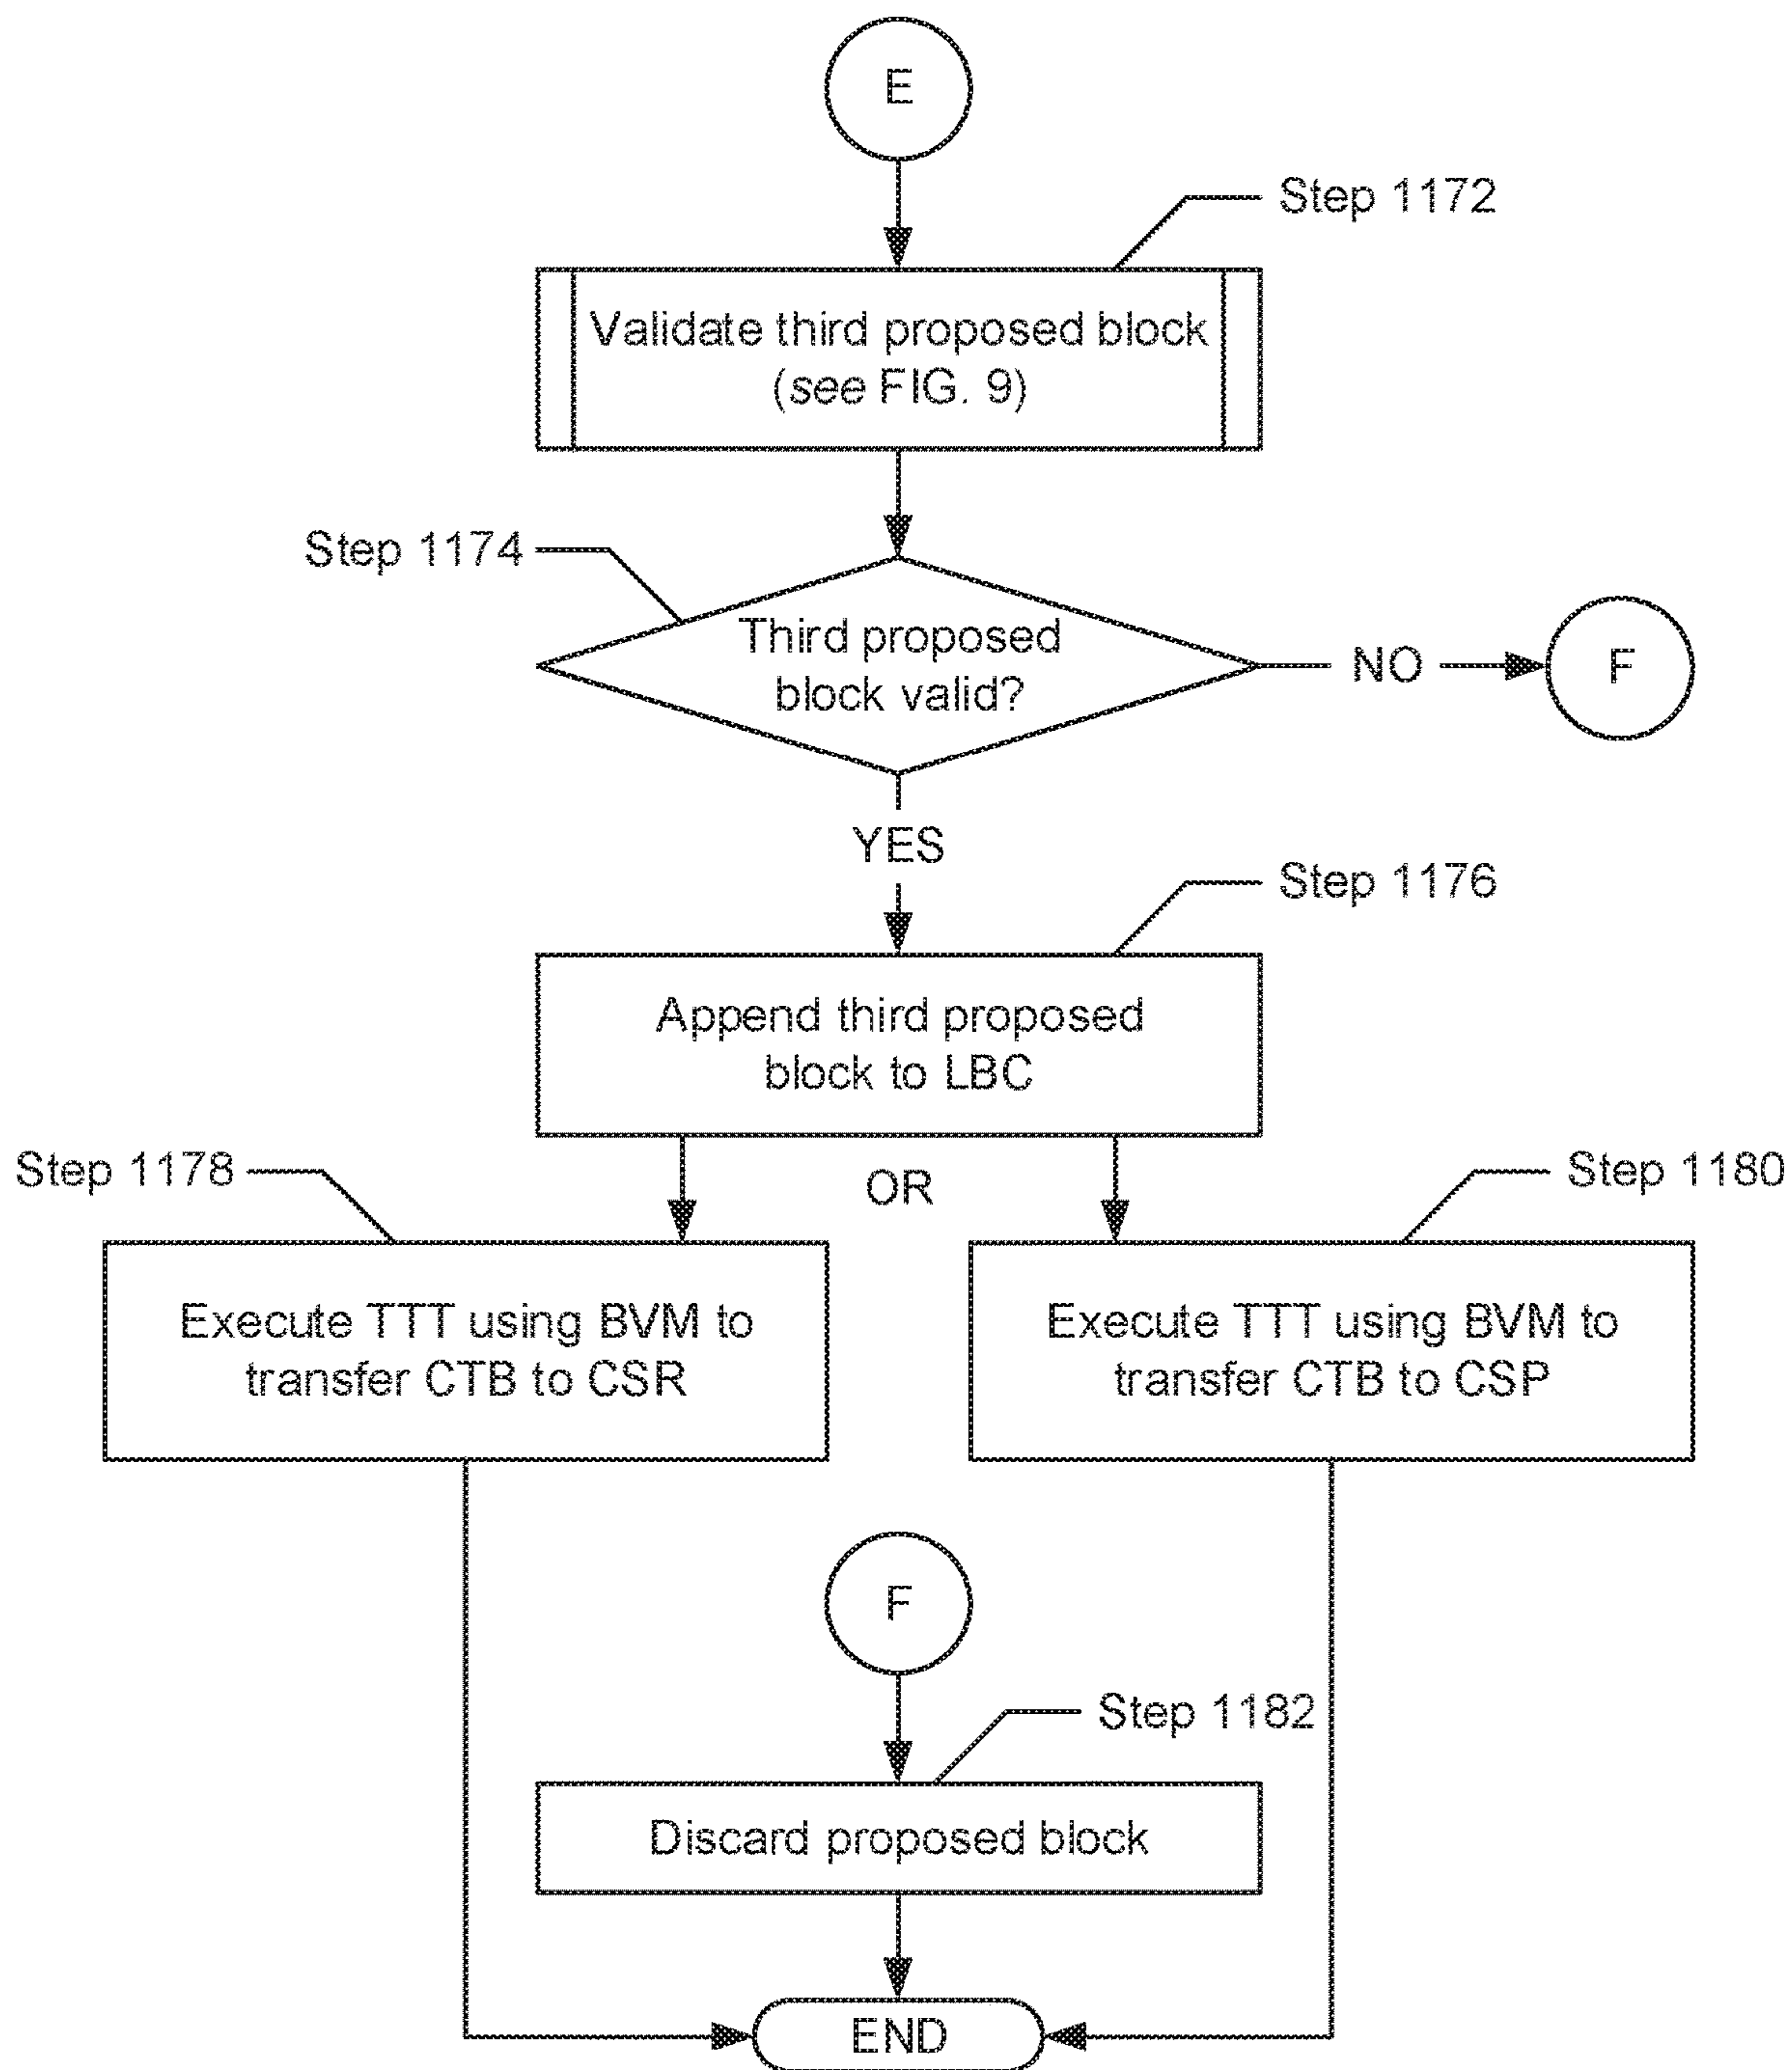 E
Step 1172
Validate third proposed block
(see FIG. 9)
Step 1174
Third proposed
block valid?
NO
F
YES
Step 1176
Append third proposed
block to LBC
Step 1178
OR
Step 1180
Execute TTT using BVM to
transfer CTB to CSR
Execute TTT using BVM to
transfer CTB to CSP
F
Step 1182
Discard proposed block
END